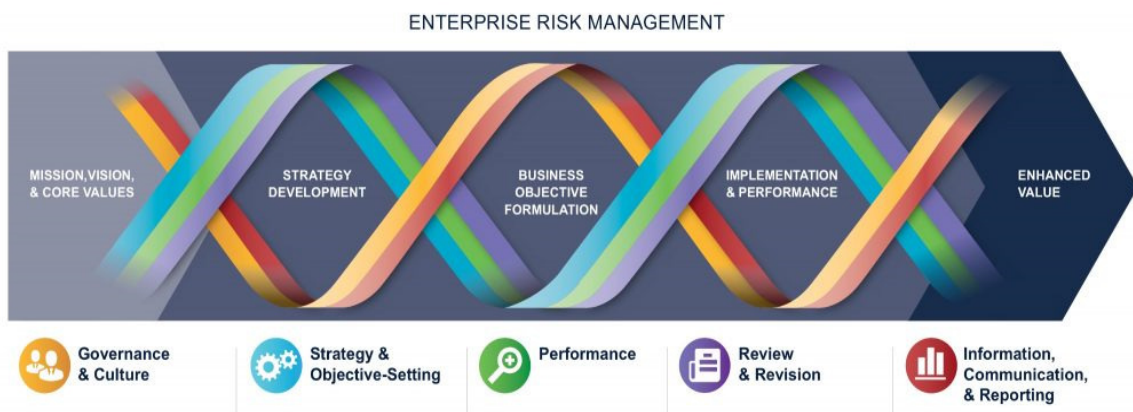 ENTERPRISE RISK MANAGEMENT
MISSION,VISION,
& CORE VALUES
STRATEGY
DEVELOPMENT
BUSINESS
OBJECTIVE
FORMULATION
IMPLEMENTATION
& PERFORMANCE
ENHANCED
VALUE
Governance
& Culture
Strategy &
Objective-Setting
Performance
Review
& Revision
Information,
Communication,
& Reporting